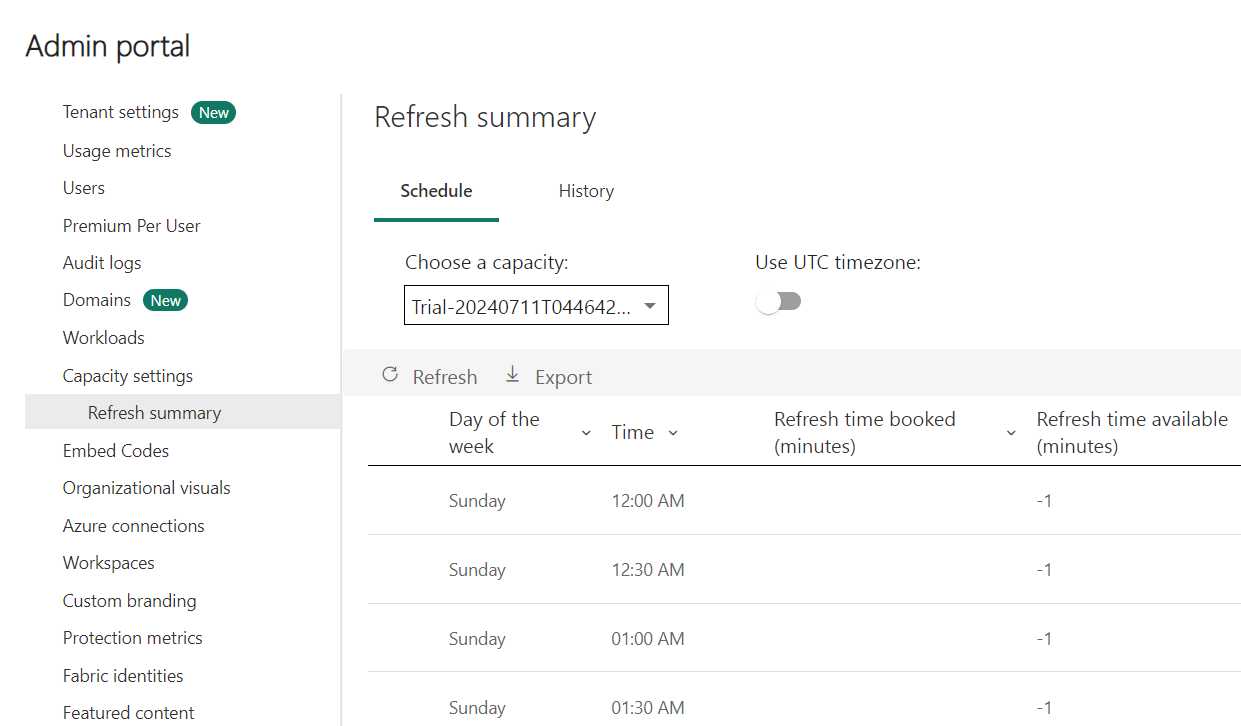 Admin portal
Tenant settings New
Usage metrics
Users
Premium Per User
Audit logs
Domains New
Workloads
Capacity settings
Refresh summary
Embed Codes
Organizational visuals
Azure connections
Workspaces
Custom branding
Protection metrics
Fabric identities
Featured content
Refresh summary
Schedule History
Choose a capacity: Use UTC timezone:
Trial-20240711T044642...
Refresh Export
Day of the week Time Refresh time booked (minutes) Refresh time available (minutes)
Sunday 12:00 AM -1
Sunday 12:30 AM -1
Sunday 01:00 AM -1
Sunday 01:30 AM -1